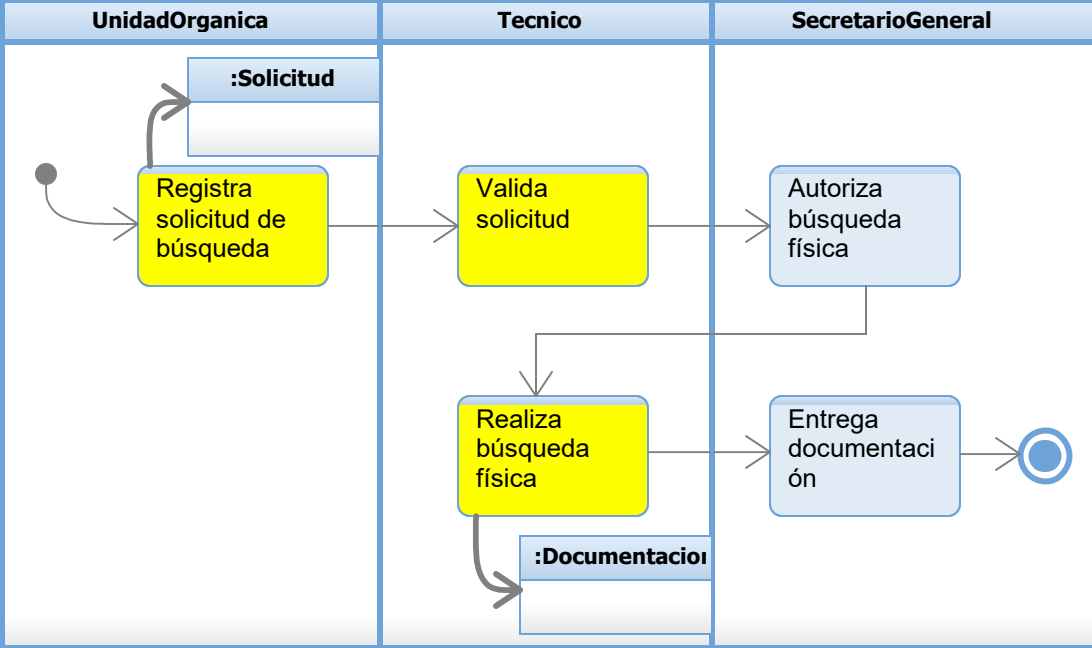 UnidadOrganica
Tecnico
SecretarioGeneral
:Solicitud
Registra
solicitud de
búsqueda
Valida
solicitud
Autoriza
búsqueda
física
Realiza
búsqueda
física
Entrega
documentaci
ón
:Documentacion